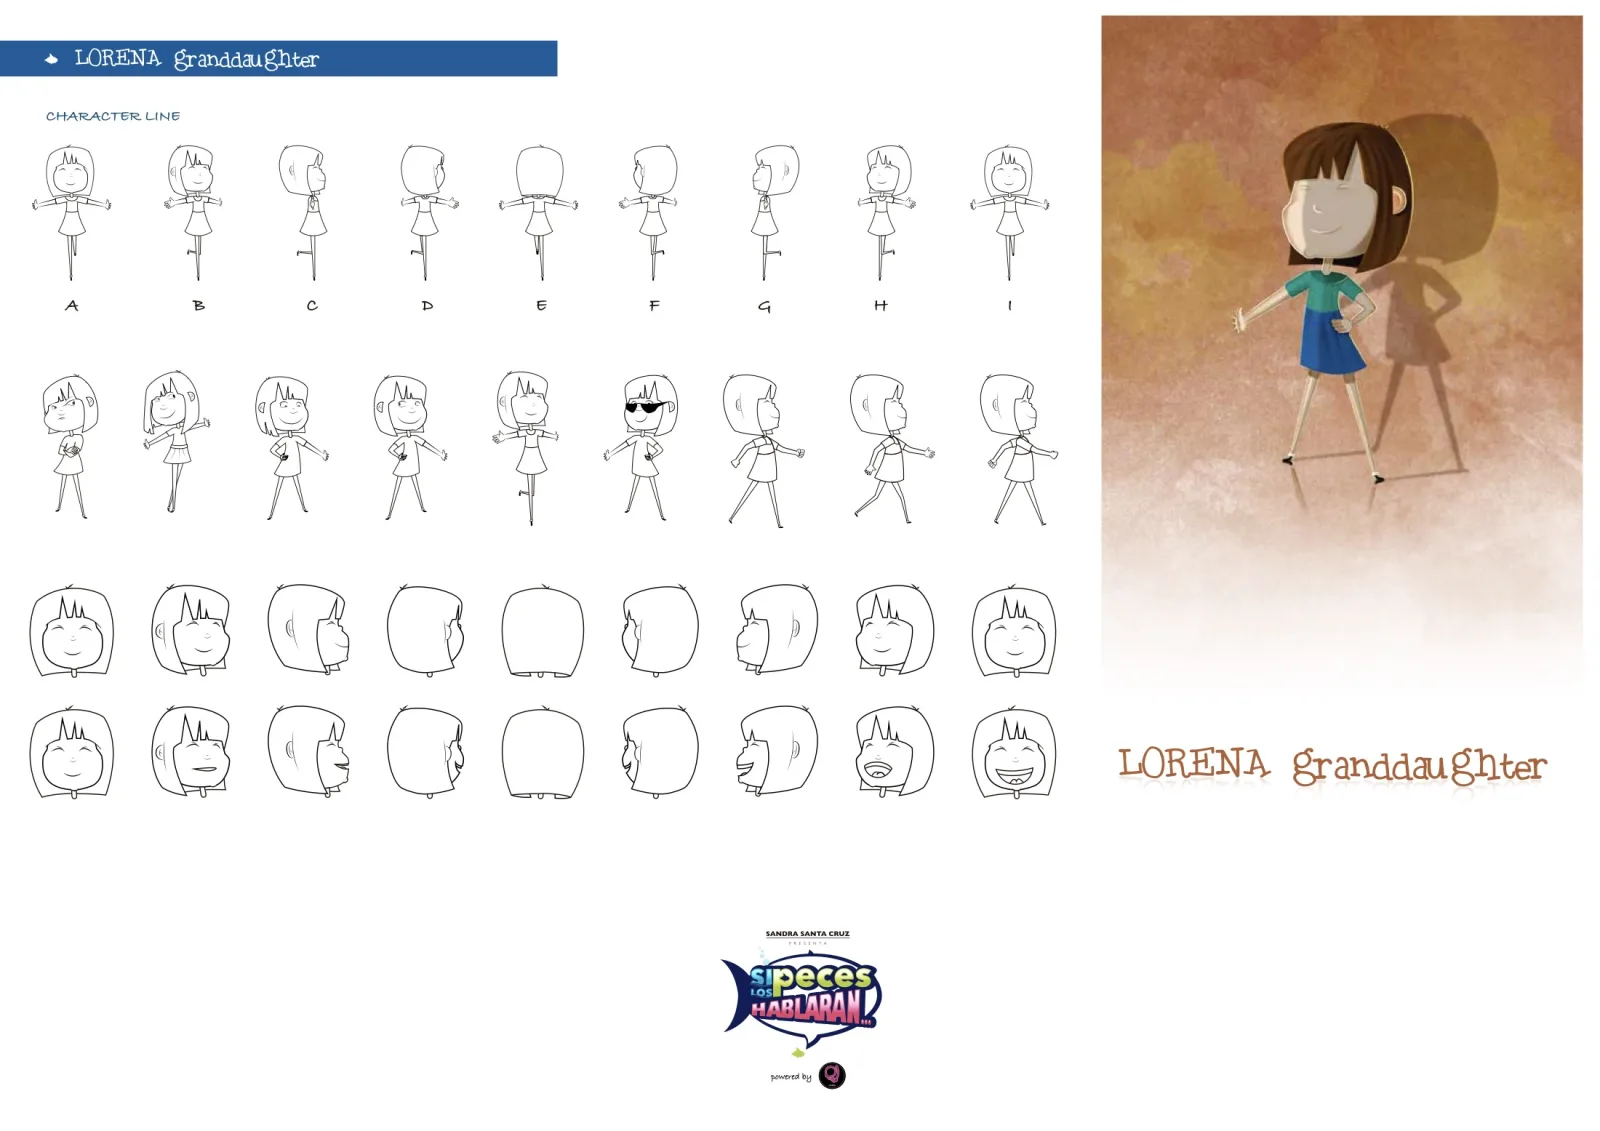 LORENA granddaughter
CHARACTER LINE
A B C D E F G H I
LORENA granddaughter
SANDRA SANTA CRUZ
PRESENTA
SI peces
LOS
HABLARAN...
powered by